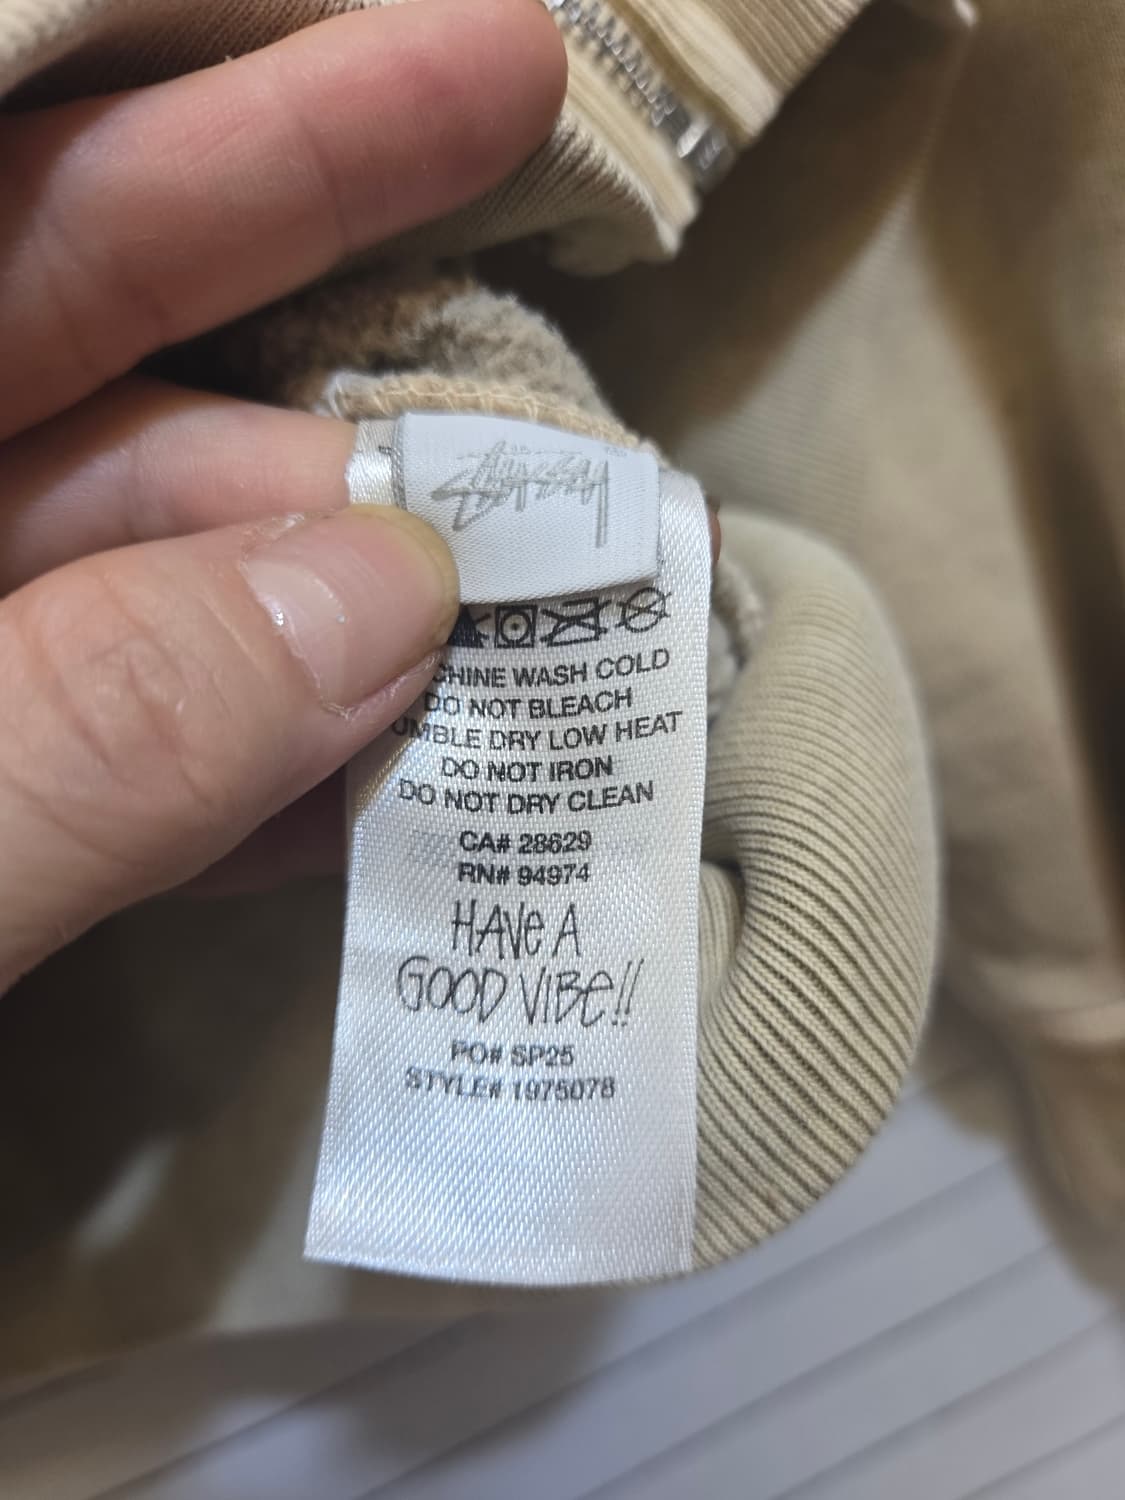 STÜSSY
CHINE WASH COLD
DO NOT BLEACH
UMBLE DRY LOW HEAT
DO NOT IRON
DO NOT DRY CLEAN
CA# 28629
RN# 94974
HAVe A
GOOD VIBe!!
PO# SP25
STYLE# 1975078